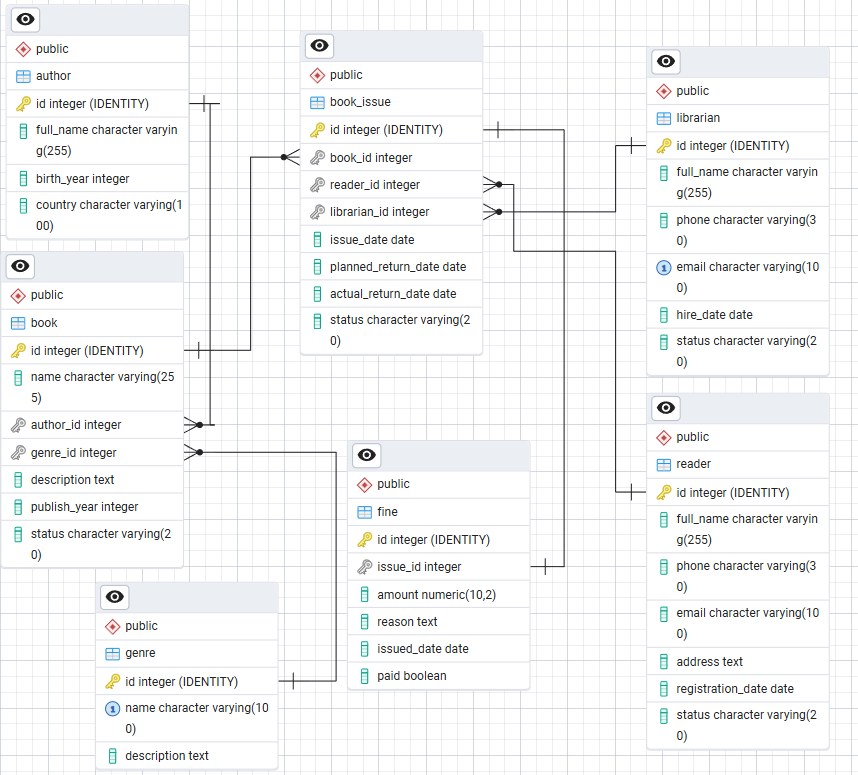 public
author
id integer (IDENTITY)
full_name character varyin
g(255)
birth_year integer
country character varying(1
00)
public
book
id integer (IDENTITY)
name character varying(25
5)
author_id integer
genre_id integer
description text
publish_year integer
status character varying(2
0)
public
genre
id integer (IDENTITY)
1 name character varying(10
0)
description text
public
book_issue
id integer (IDENTITY)
book_id integer
reader_id integer
librarian_id integer
issue_date date
planned_return_date date
actual_return_date date
status character varying(2
0)
public
fine
id integer (IDENTITY)
issue_id integer
amount numeric(10,2)
reason text
issued_date date
paid boolean
public
librarian
id integer (IDENTITY)
full_name character varyin
g(255)
phone character varying(3
0)
1 email character varying(10
0)
hire_date date
status character varying(2
0)
public
reader
id integer (IDENTITY)
full_name character varyin
g(255)
phone character varying(3
0)
email character varying(10
0)
address text
registration_date date
status character varying(2
0)